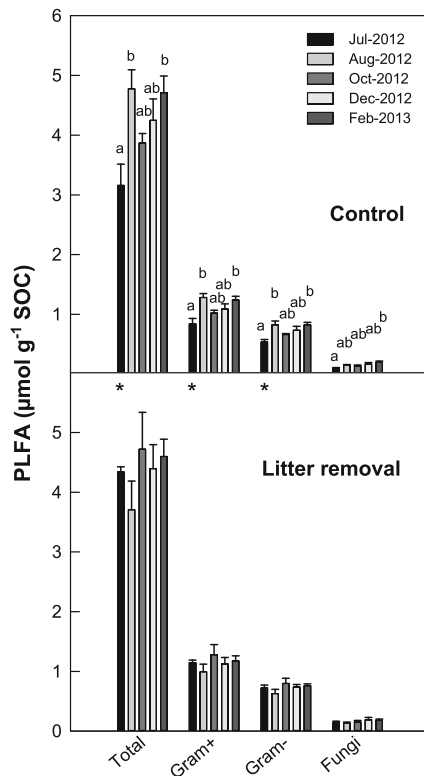 6
Jul-2012
Aug-2012
Oct-2012
Dec-2012
Feb-2013
5
4
3
2
1
b
b
ab
ab
a
Control
a
b
ab
ab
b
a
b
ab
ab
b
a
ab
ab
ab
b
PLFA (µmol g⁻¹ SOC)
* * *
Litter removal
5
4
3
2
1
0
Total
Gram+
Gram-
Fungi